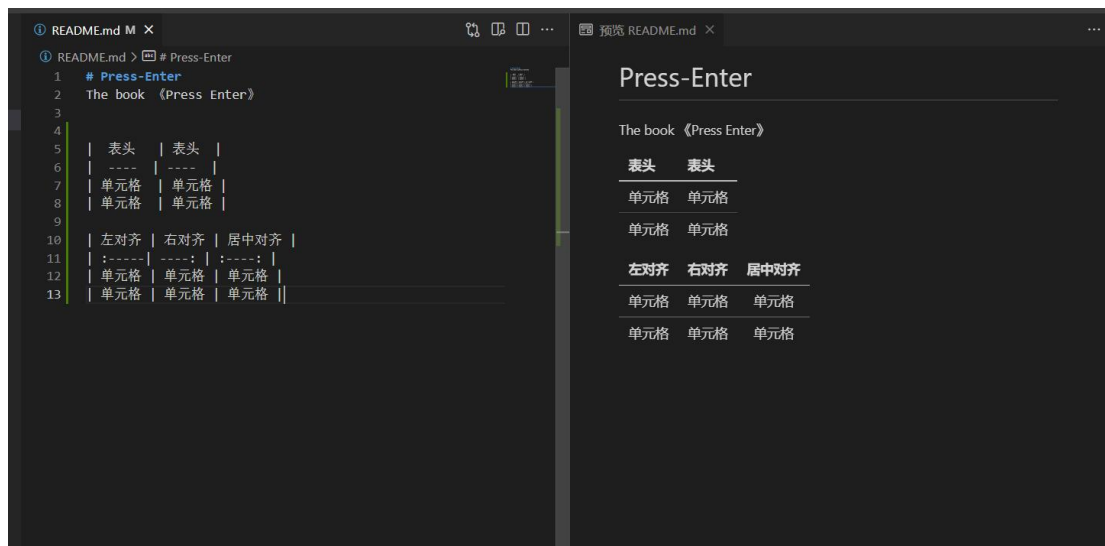 README.md M
README.md > # Press-Enter
1 # Press-Enter
2 The book 《Press Enter》
3
4
5 |  表头   | 表头  |
6 |  ----  | ----  |
7 | 单元格  | 单元格 |
8 | 单元格  | 单元格 |
9
10 | 左对齐 | 右对齐 | 居中对齐 |
11 | :-----| ----: | :----: |
12 | 单元格 | 单元格 | 单元格 |
13 | 单元格 | 单元格 | 单元格 |
预览 README.md
Press-Enter
The book 《Press Enter》
表头 表头
单元格 单元格
单元格 单元格
左对齐 右对齐 居中对齐
单元格 单元格 单元格
单元格 单元格 单元格